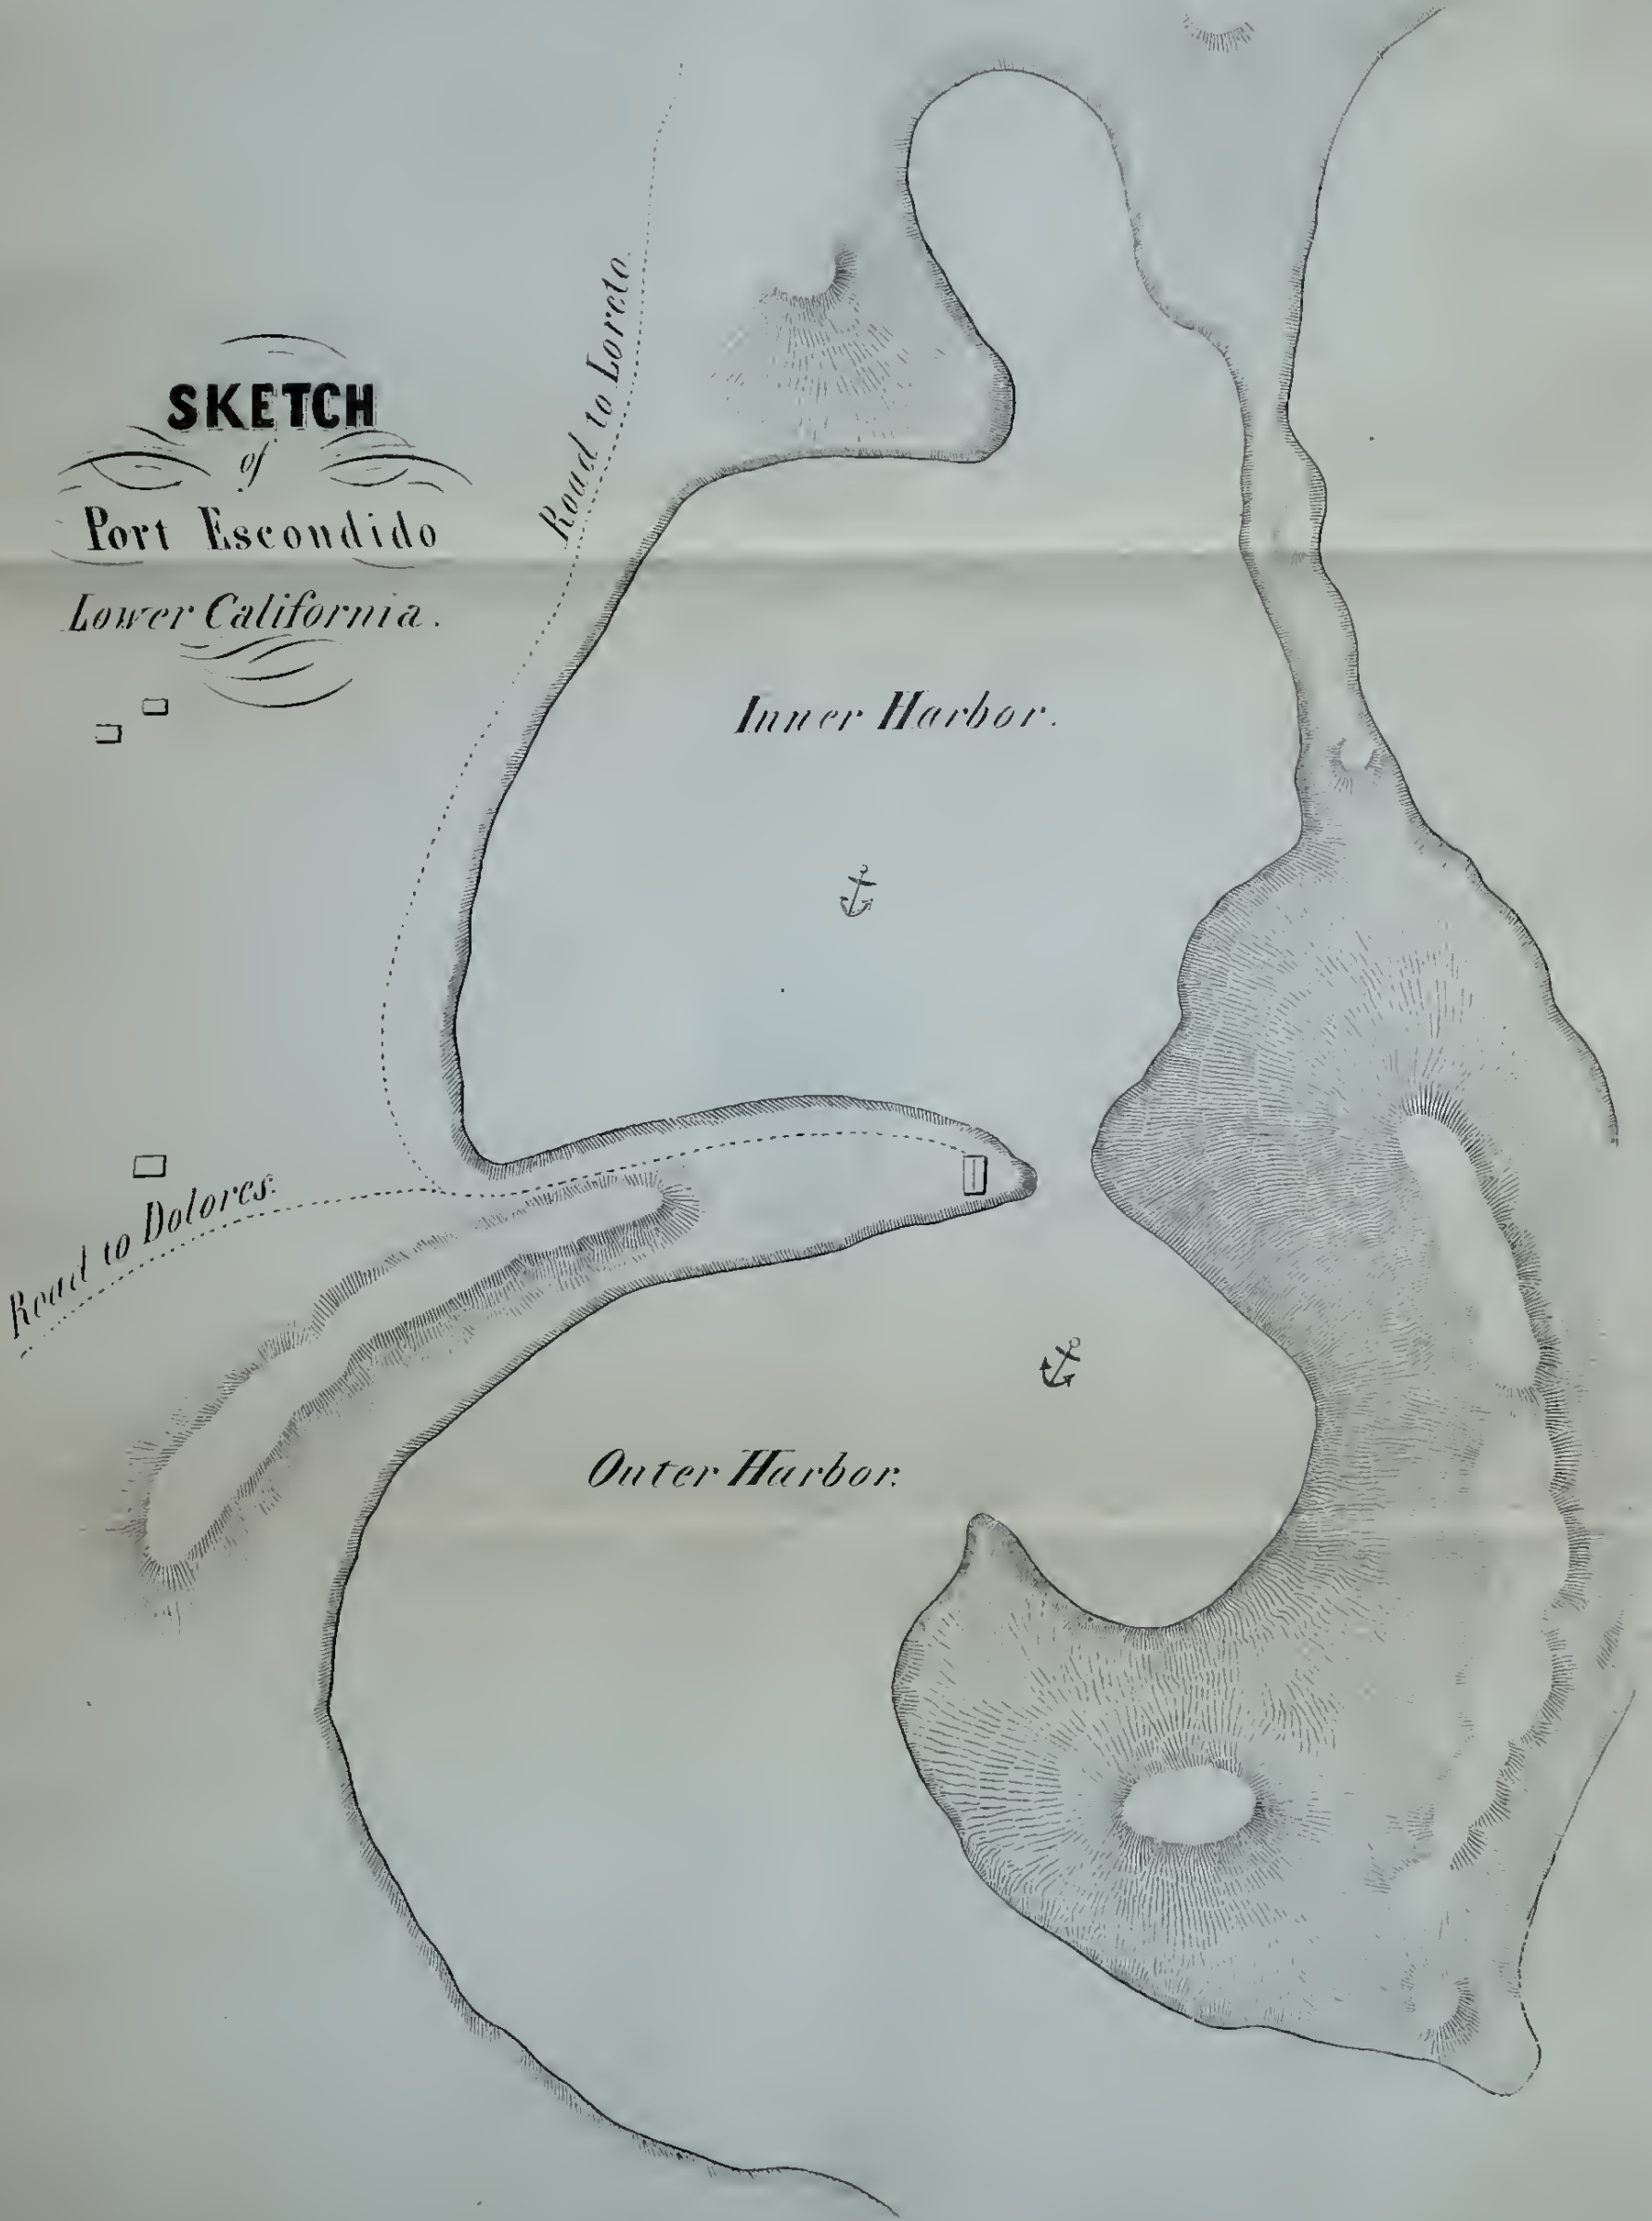 SKETCH
of
Port Escondido
Lower California.
Road to Loreto.
Inner Harbor.
Road to Dolores.
Outer Harbor.